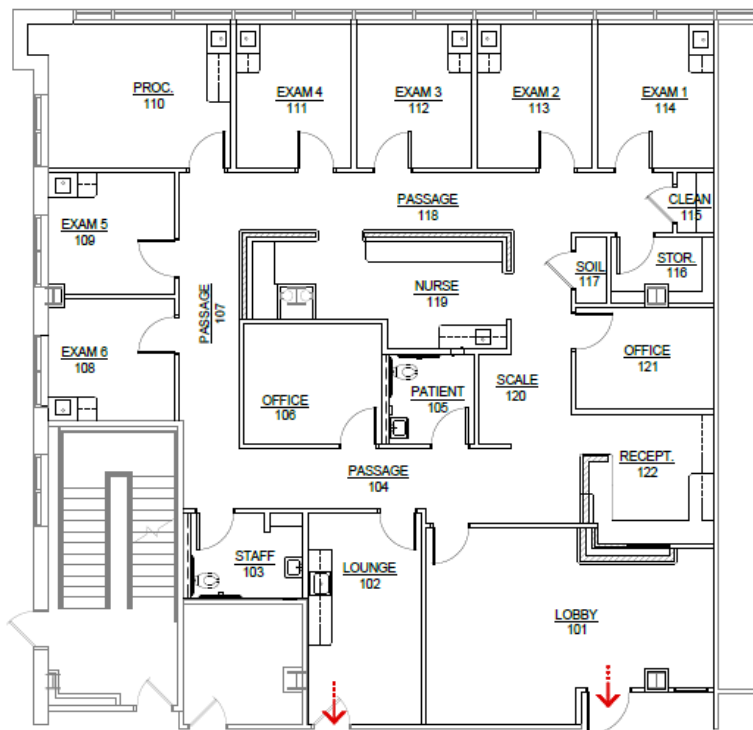 PROC.
110
EXAM 4
111
EXAM 3
112
EXAM 2
113
EXAM 1
114
CLEAN
115
PASSAGE
118
EXAM 5
109
STOR.
116
SOIL
117
NURSE
119
PASSAGE
107
EXAM 6
108
OFFICE
121
SCALE
120
PATIENT
105
OFFICE
106
RECEPT.
122
PASSAGE
104
STAFF
103
LOUNGE
102
LOBBY
101